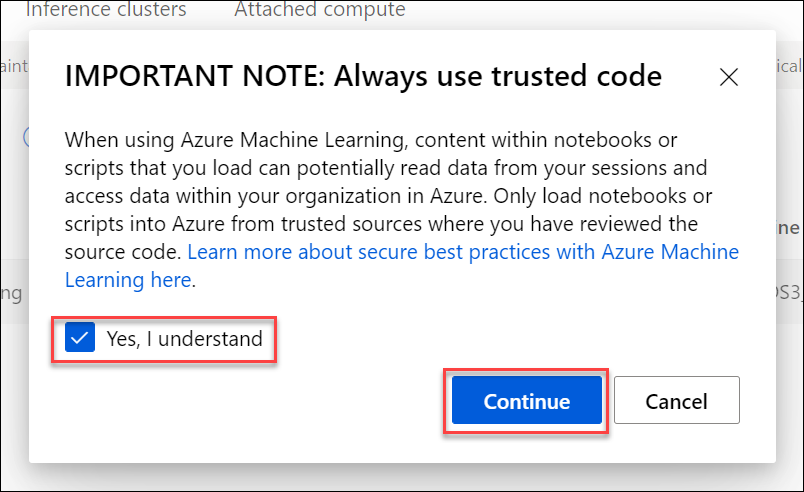 Inference clusters Attached compute
IMPORTANT NOTE: Always use trusted code
When using Azure Machine Learning, content within notebooks or
scripts that you load can potentially read data from your sessions and
access data within your organization in Azure. Only load notebooks or
scripts into Azure from trusted sources where you have reviewed the
source code. Learn more about secure best practices with Azure Machine
Learning here.
Yes, I understand
Continue Cancel